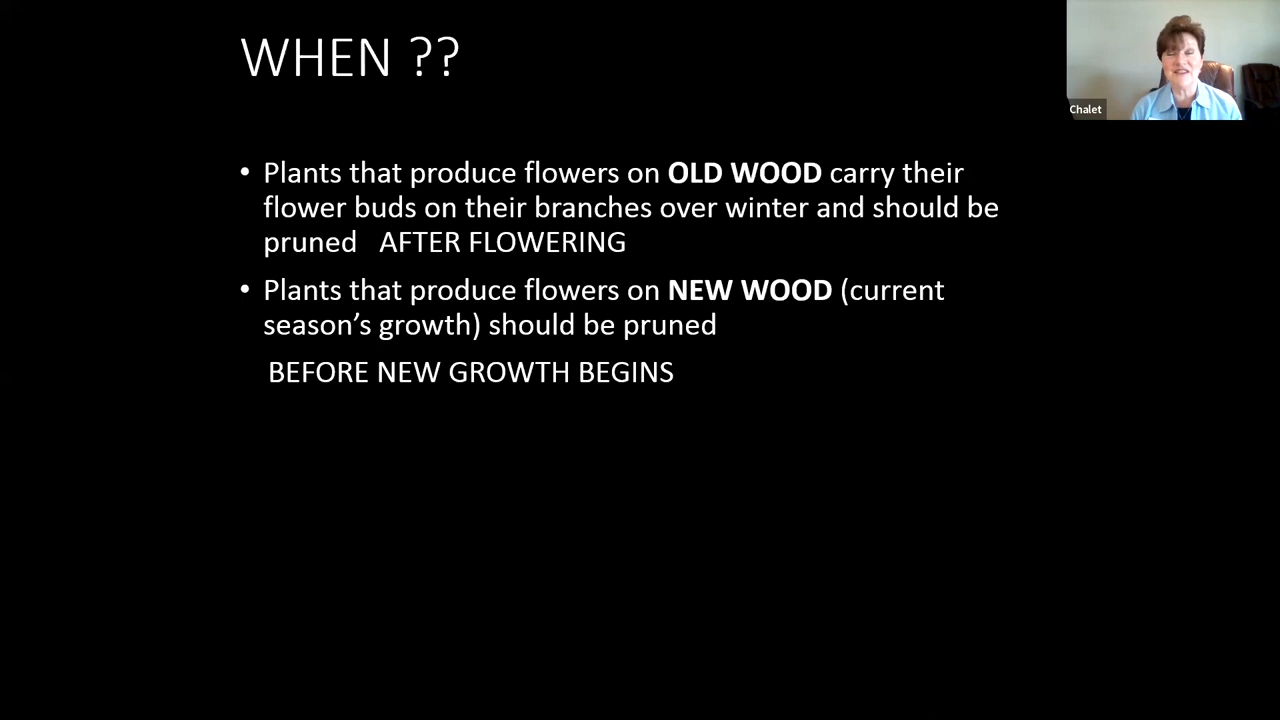 WHEN ??
Chalet
• Plants that produce flowers on OLD WOOD carry their
flower buds on their branches over winter and should be
pruned   AFTER FLOWERING
• Plants that produce flowers on NEW WOOD (current
season’s growth) should be pruned
BEFORE NEW GROWTH BEGINS